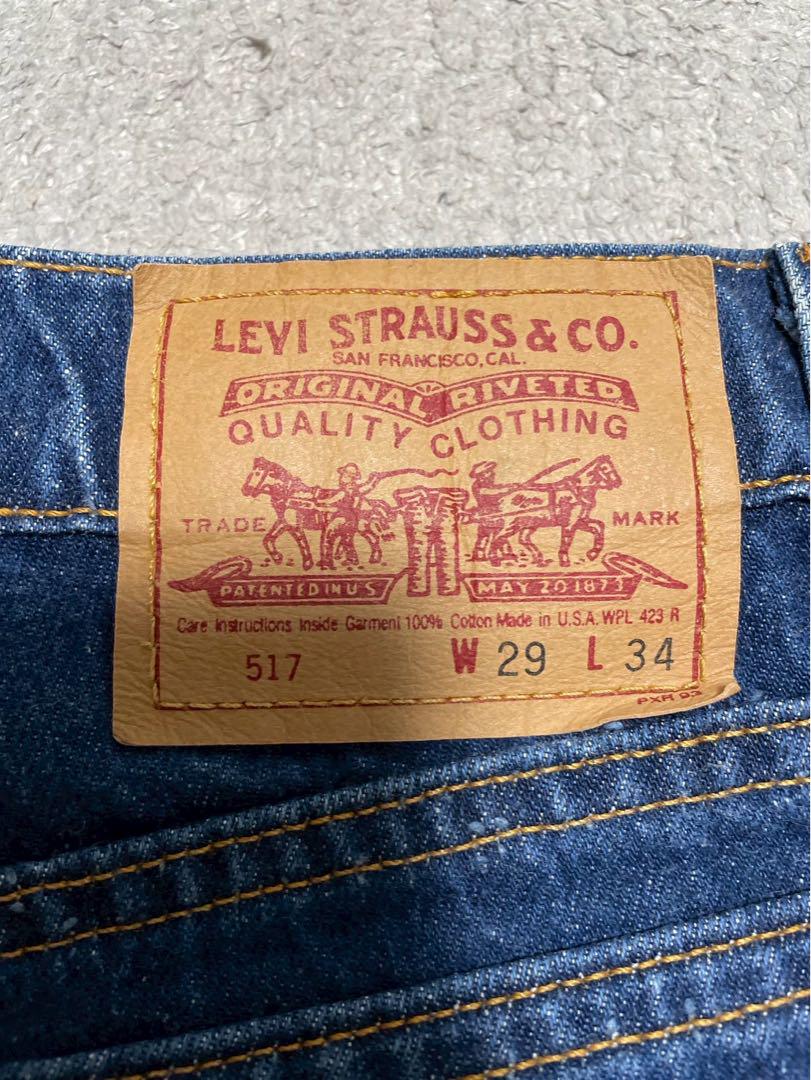 LEVI STRAUSS & CO.
SAN FRANCISCO, CAL.
ORIGINAL RIVETED
QUALITY CLOTHING
TRADE MARK
PATENTED IN U S MAY 20 1873
Care Instructions Inside Garment 100% Cotton Made in U.S.A. WPL 423 R
517 W 29 L 34
PXR 93